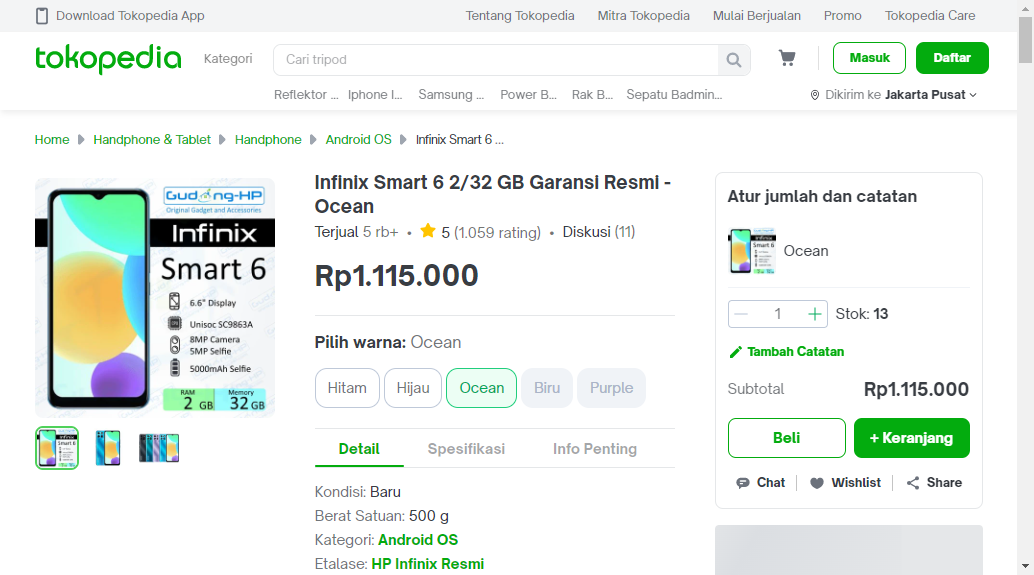 Download Tokopedia App
Tentang Tokopedia Mitra Tokopedia Mulai Berjualan Promo Tokopedia Care
tokopedia Kategori Cari tripod Masuk Daftar
Reflektor ... Iphone I... Samsung ... Power B... Rak B... Sepatu Badmin... Dikirim ke Jakarta Pusat
Home Handphone & Tablet Handphone Android OS Infinix Smart 6 ...
Gudang-HP
Original Gadget and Accessories
Infinix
Smart 6
6.6" Display
Unisoc SC9863A
8MP Camera
5MP Selfie
5000mAh Selfie
RAM
2 GB
Memory
32GB
Infinix Smart 6 2/32 GB Garansi Resmi -
Ocean
Terjual 5 rb+ • 5 (1.059 rating) • Diskusi (11)
Rp1.115.000
Pilih warna: Ocean
Hitam Hijau Ocean Biru Purple
Detail Spesifikasi Info Penting
Kondisi: Baru
Berat Satuan: 500 g
Kategori: Android OS
Etalase: HP Infinix Resmi
Atur jumlah dan catatan
Ocean
1 Stok: 13
Tambah Catatan
Subtotal Rp1.115.000
Beli + Keranjang
Chat Wishlist Share